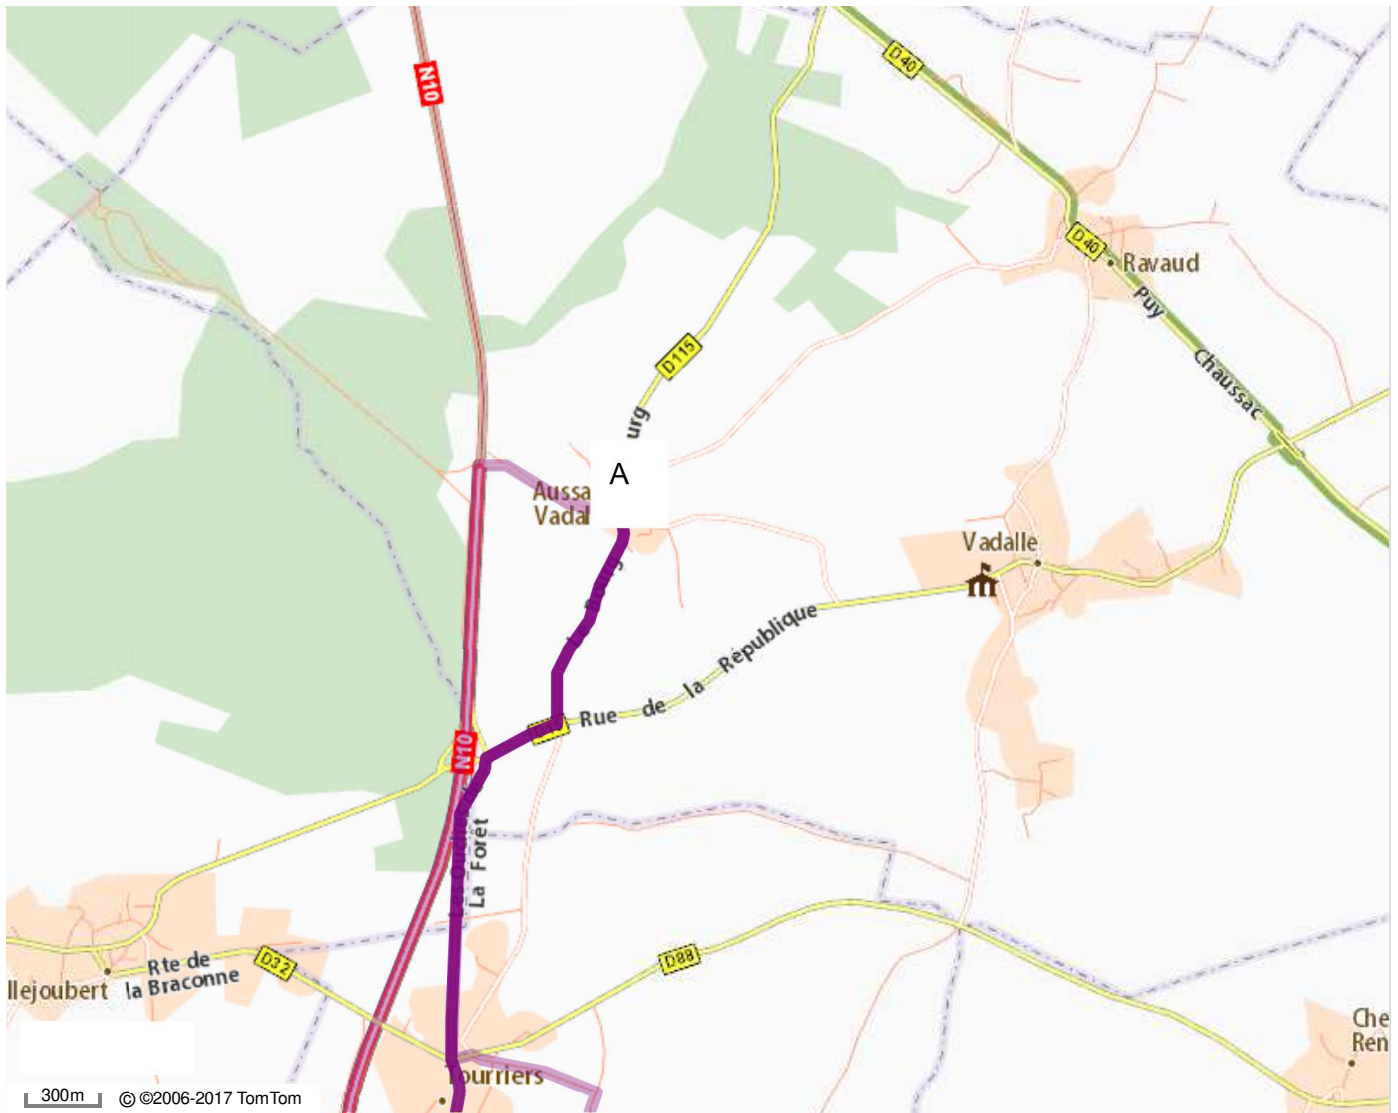 N10
D40
D40
Ravaud
Puy
Chaussac
D115
urg
A
Aussa
Vadal
Vadalle
Rue de la République
N10
La Forêt
Rte de
la Braconne
D32
llejoubert
D88
Che
Ren
Tourriers
300m
© ©2006-2017 TomTom